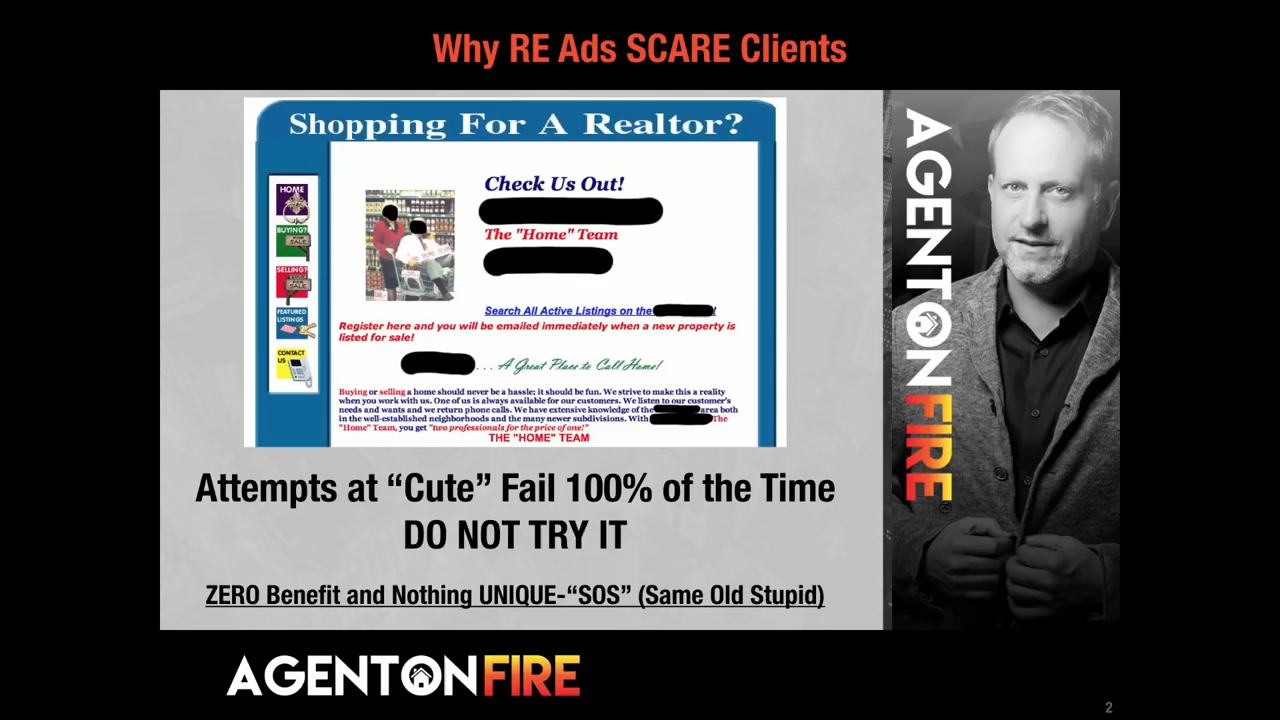 Why RE Ads SCARE Clients
Shopping For A Realtor?
HOME
BUYING?
FOR
SALE
SELLING?
SALE
FEATURED
LISTINGS
CONTACT
US
Check Us Out!
The "Home" Team
Search All Active Listings on the !
Register here and you will be emailed immediately when a new property is
listed for sale!
. . . A Great Place to Call Home!
Buying or selling a home should never be a hassle; it should be fun. We strive to make this a reality
when you work with us. One of us is always available for our customers. We listen to our customer's
needs and wants and we return phone calls. We have extensive knowledge of the area both
in the well-established neighborhoods and the many newer subdivisions. With The
"Home" Team, you get "two professionals for the price of one!"
THE "HOME" TEAM
Attempts at “Cute” Fail 100% of the Time
DO NOT TRY IT
ZERO Benefit and Nothing UNIQUE-“SOS” (Same Old Stupid)
AGENTONFIRE®
AGENTONFIRE
2